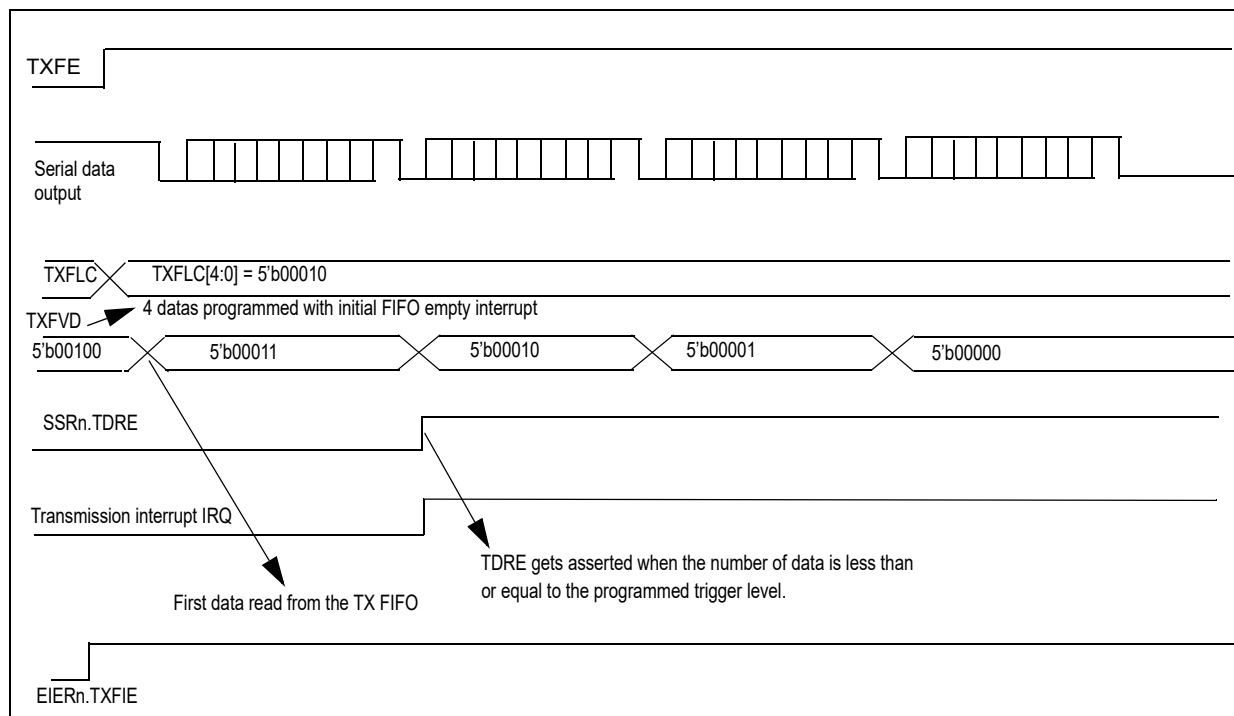 TXFE
Serial data
output
TXFLC
TXFLC[4:0] = 5'b00010
4 datas programmed with initial FIFO empty interrupt
TXFVD
5'b00100
5'b00011
5'b00010
5'b00001
5'b00000
SSRn.TDRE
Transmission interrupt IRQ
TDRE gets asserted when the number of data is less than
or equal to the programmed trigger level.
First data read from the TX FIFO
EIERn.TXFIE